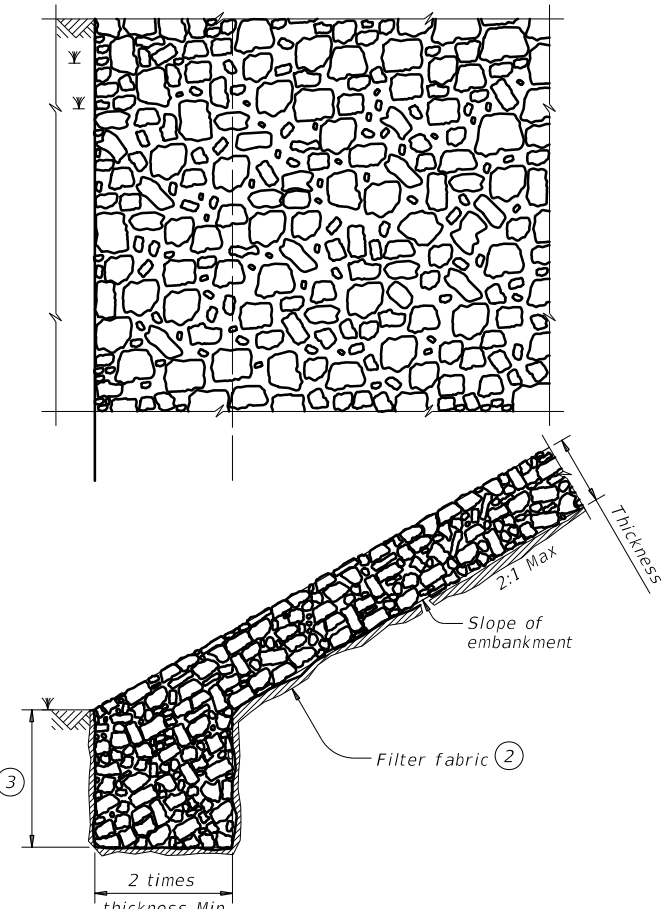 Thickness
2:1 Max
Slope of
embankment
Filter fabric 2
3
2 times
thickness Min